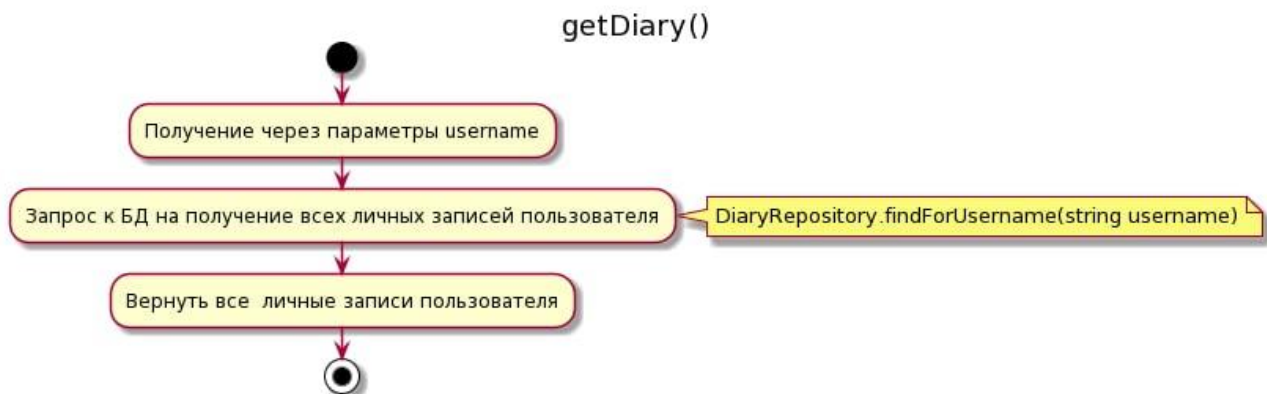 getDiary()
Получение через параметры username
Запрос к БД на получение всех личных записей пользователя
DiaryRepository.findForUsername(string username)
Вернуть все  личные записи пользователя